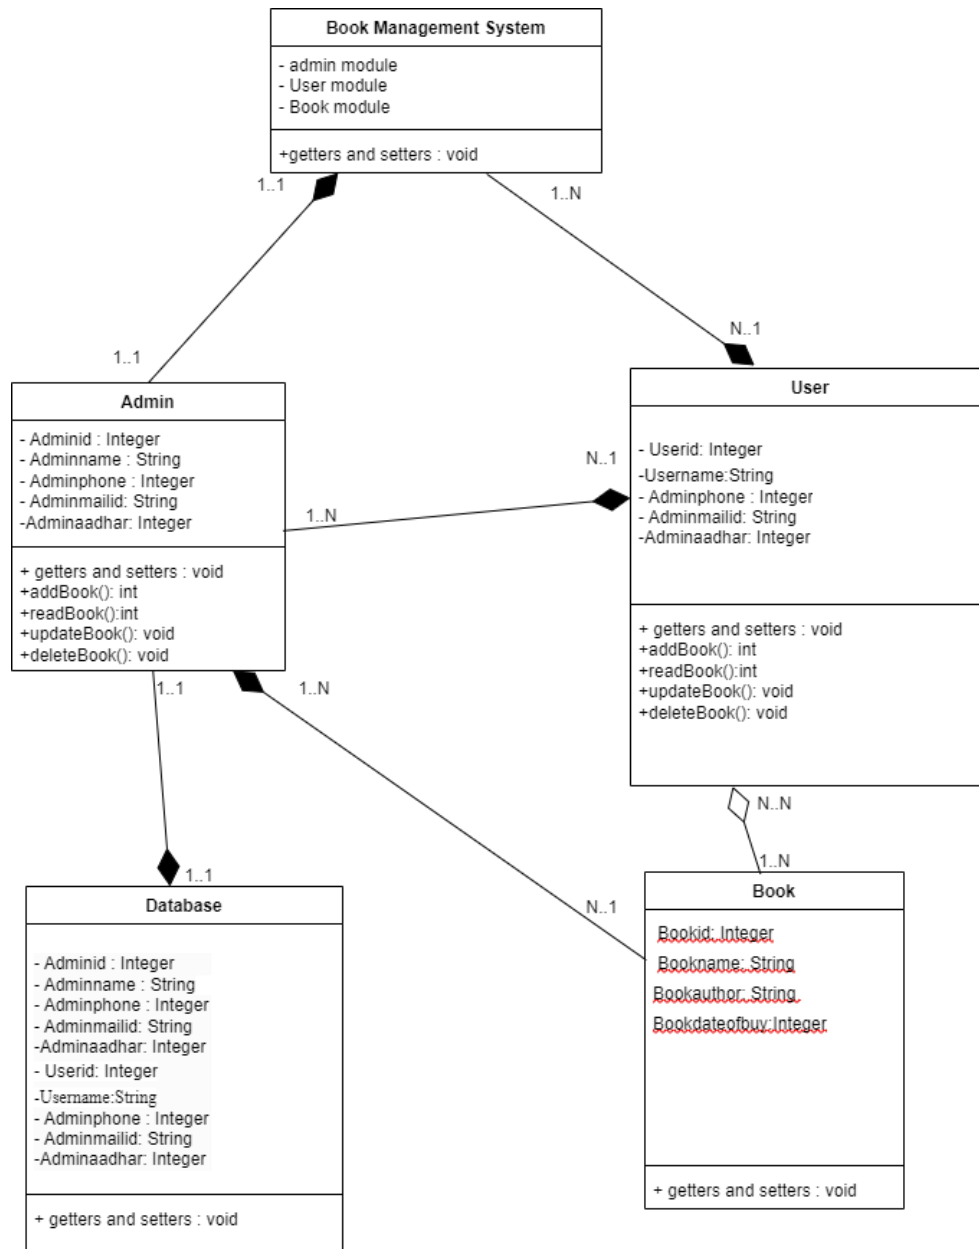 Book Management System
- admin module
- User module
- Book module
+getters and setters : void
1..1
1..N
N..1
1..1
Admin
- Adminid : Integer
- Adminname : String
- Adminphone : Integer
- Adminmailid: String
-Adminaadhar: Integer
+ getters and setters : void
+addBook(): int
+readBook():int
+updateBook(): void
+deleteBook(): void
User
- Userid: Integer
-Username:String
- Adminphone : Integer
- Adminmailid: String
-Adminaadhar: Integer
+ getters and setters : void
+addBook(): int
+readBook():int
+updateBook(): void
+deleteBook(): void
N..1
1..N
1..1
1..N
N..N
1..N
1..1
N..1
Database
- Adminid : Integer
- Adminname : String
- Adminphone : Integer
- Adminmailid: String
-Adminaadhar: Integer
- Userid: Integer
-Username:String
- Adminphone : Integer
- Adminmailid: String
-Adminaadhar: Integer
+ getters and setters : void
Book
Bookid: Integer
Bookname: String
Bookauthor: String
Bookdateofbuy:Integer
+ getters and setters : void